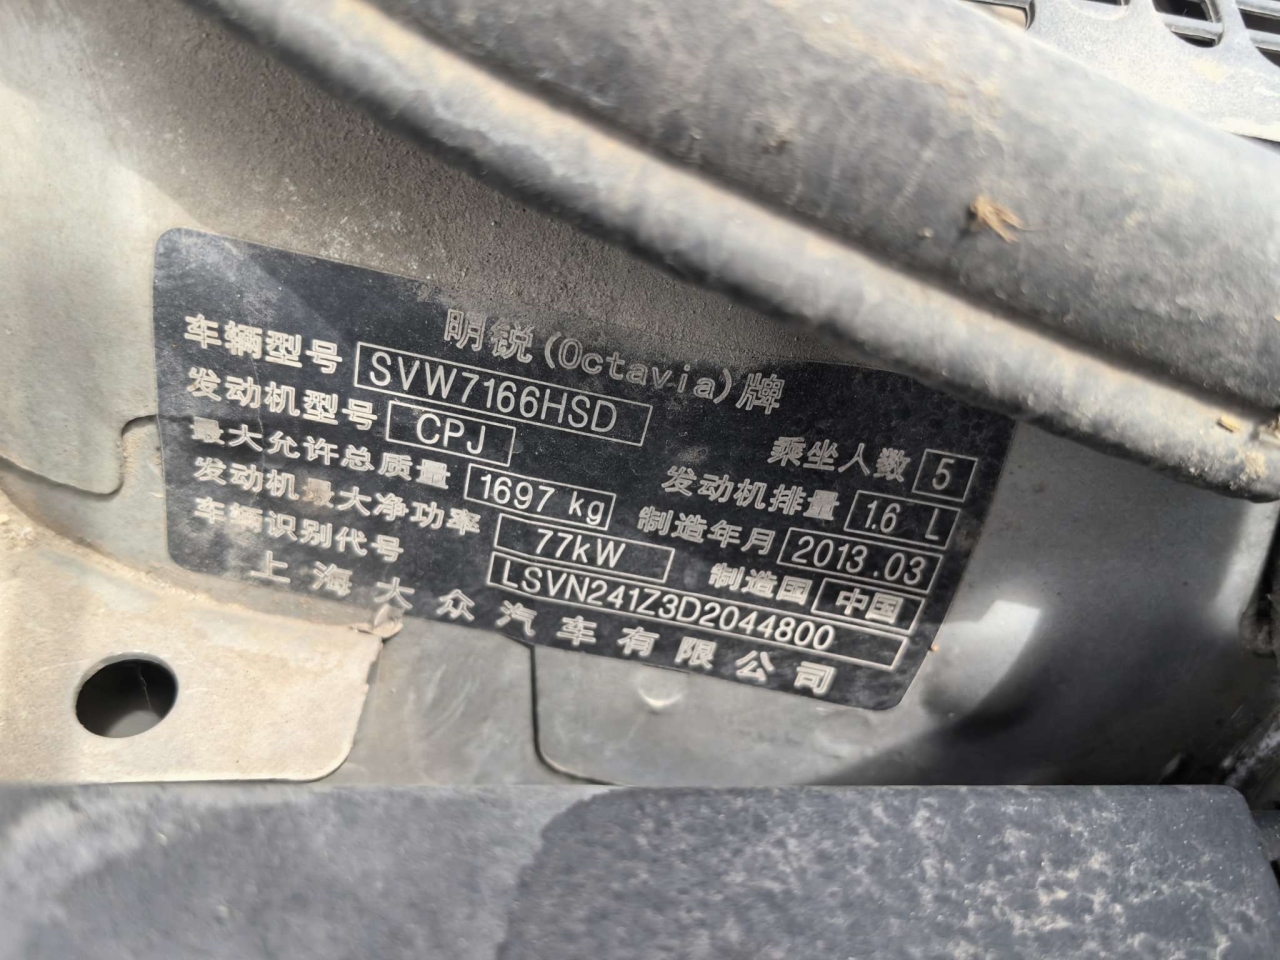 明锐(Octavia)牌
车辆型号 SVW7166HSD
发动机型号 CPJ 乘坐人数 5
最大允许总质量 1697 kg 发动机排量 1.6 L
发动机最大净功率 77kW 制造年月 2013.03
车辆识别代号 LSVN241Z3D2044800 制造国 中国
上海大众汽车有限公司